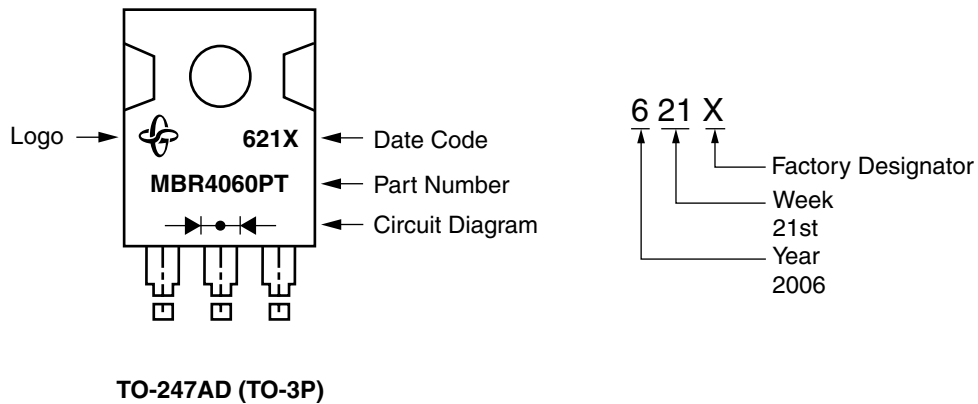 Logo
621X
Date Code
MBR4060PT
Part Number
Circuit Diagram
TO-247AD (TO-3P)
6 21 X
Factory Designator
Week
21st
Year
2006